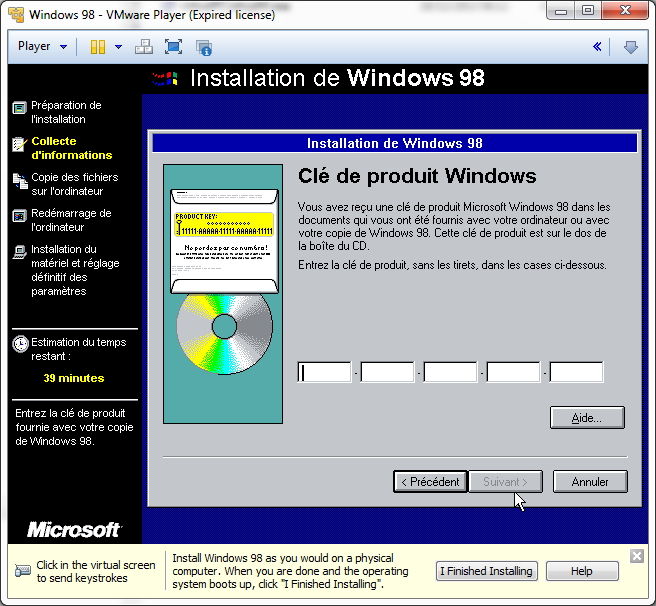 Windows 98 - VMware Player (Expired license)
Player
Installation de Windows 98
Préparation de
l'installation
Collecte
d'informations
Copie des fichiers
sur l'ordinateur
Redémarrage de
l'ordinateur
Installation du
matériel et réglage
définitif des
paramètres
Estimation du temps
restant :
39 minutes
Entrez la clé de produit
fournie avec votre copie
de Windows 98.
Microsoft
Installation de Windows 98
PRODUCT KEY:
11111-AAAAA-11111-AAAAA-11111
Ne perdez pas ce numéro!
Clé de produit Windows
Vous avez reçu une clé de produit Microsoft Windows 98 dans les
documents qui vous ont été fournis avec votre ordinateur ou avec
votre copie de Windows 98. Cette clé de produit est sur le dos de
la boîte du CD.
Entrez la clé de produit, sans les tirets, dans les cases ci-dessous.
- - - -
Aide...
< Précédent
Suivant >
Annuler
Click in the virtual screen
to send keystrokes
Install Windows 98 as you would on a physical
computer. When you are done and the operating
system boots up, click "I Finished Installing".
I Finished Installing
Help